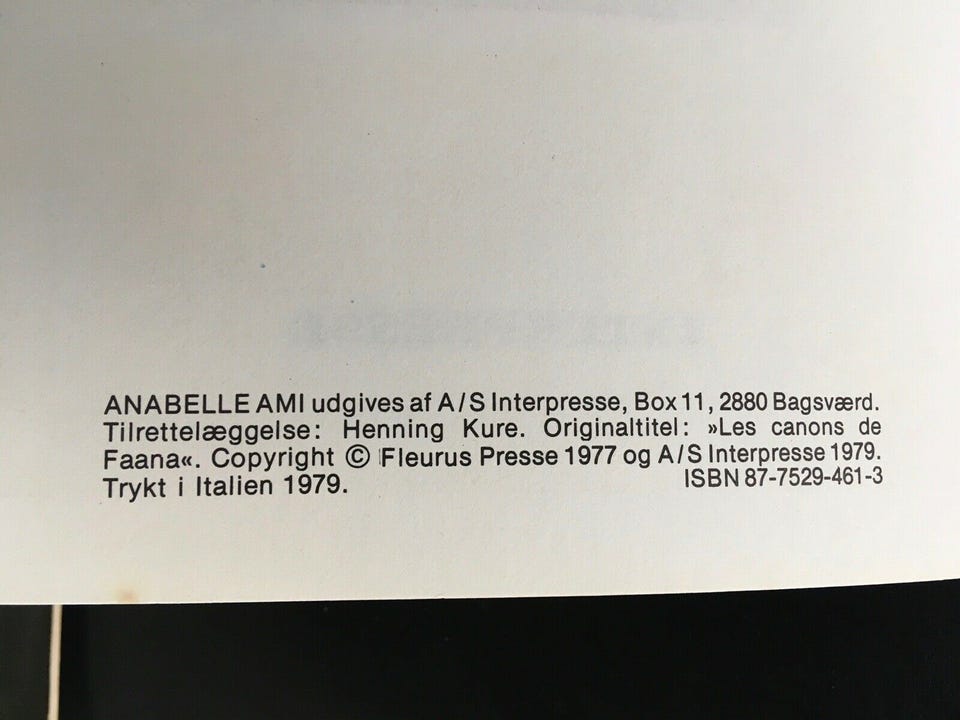 ANABELLE AMI udgives af A/S Interpresse, Box 11, 2880 Bagsværd.
Tilrettelæggelse: Henning Kure. Originaltitel: »Les canons de
Faana«. Copyright © Fleurus Presse 1977 og A/S Interpresse 1979.
Trykt i Italien 1979. ISBN 87-7529-461-3